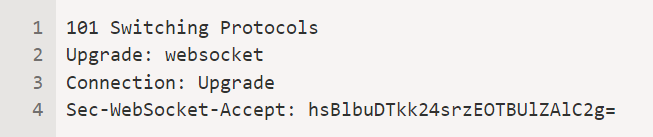 1 101 Switching Protocols
2 Upgrade: websocket
3 Connection: Upgrade
4 Sec-WebSocket-Accept: hsBlbuDTkk24srzEOTBUlZAlC2g=